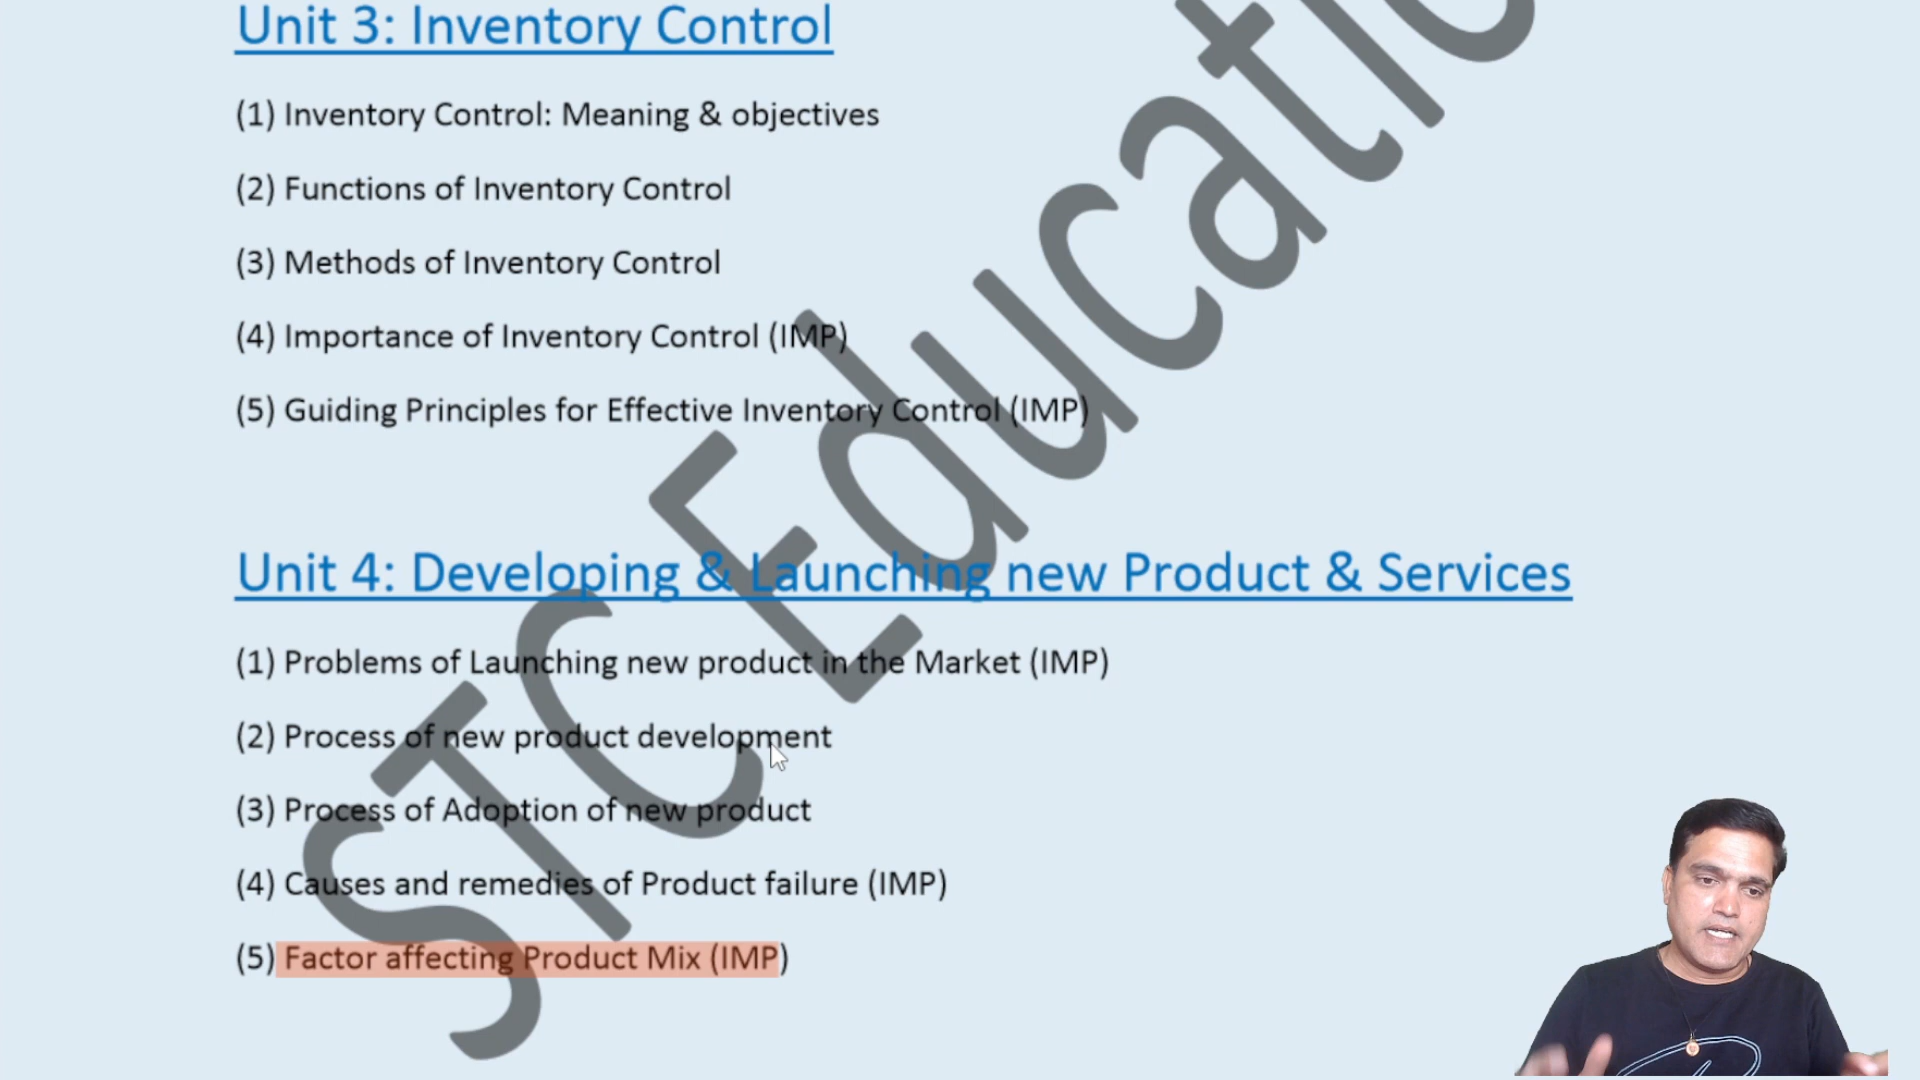 Unit 3: Inventory Control
(1) Inventory Control: Meaning & objectives
(2) Functions of Inventory Control
(3) Methods of Inventory Control
(4) Importance of Inventory Control (IMP)
(5) Guiding Principles for Effective Inventory Control (IMP)
Unit 4: Developing & Launching new Product & Services
(1) Problems of Launching new product in the Market (IMP)
(2) Process of new product development
(3) Process of Adoption of new product
(4) Causes and remedies of Product failure (IMP)
(5) Factor affecting Product Mix (IMP)
STC Educatio